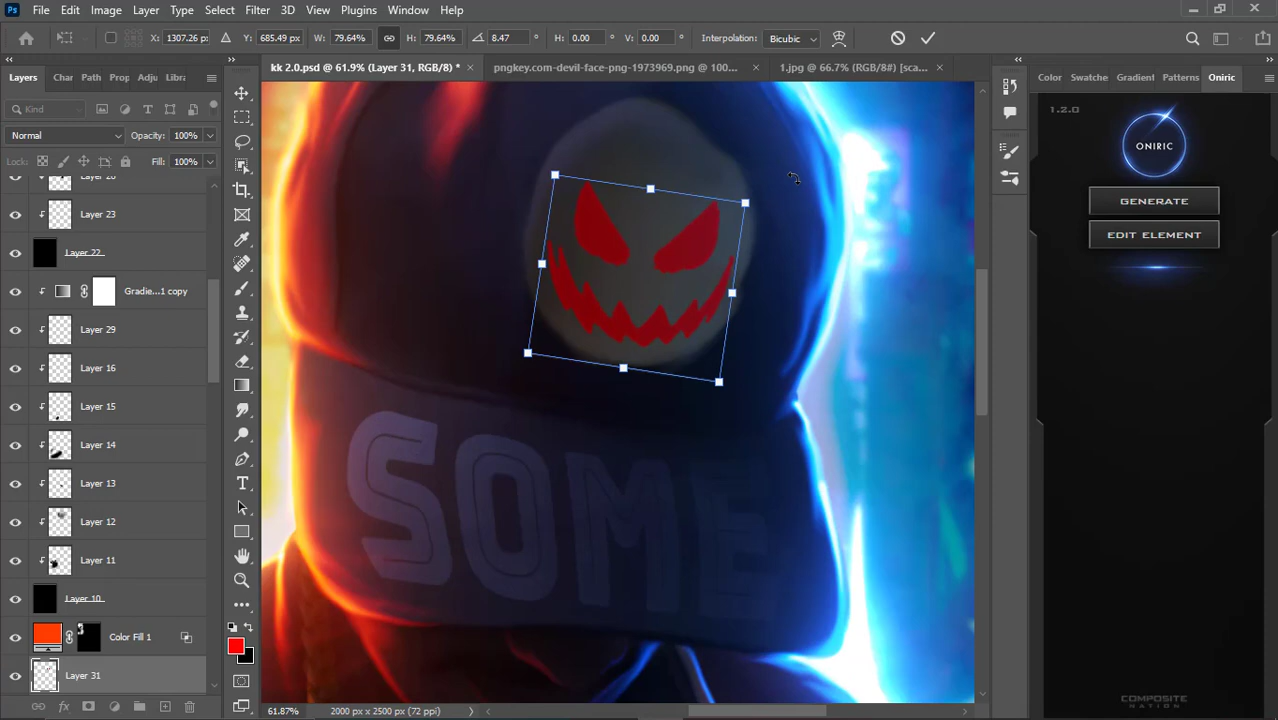 Ps File Edit Image Layer Type Select Filter 3D View Plugins Window Help
X: 1307.26 px Y: 685.49 px W: 79.64% H: 79.64% 8.47 ° H: 0.00 ° V: 0.00 ° Interpolation: Bicubic
Layers Char Path Prop Adju Libra
kk 2.0.psd @ 61.9% (Layer 31, RGB/8) * × pngkey.com-devil-face-png-1973969.png @ 100... × 1.jpg @ 66.7% (RGB/8#) [sca... ×
Color Swatche Gradient Patterns Oniric
Kind
Normal Opacity: 100%
Lock: Fill: 100%
Layer 23
Layer 22
Gradie...1 copy
Layer 29
Layer 16
Layer 15
Layer 14
Layer 13
Layer 12
Layer 11
Layer 10
Color Fill 1
Layer 31
fx
T
SOME
61.87% 2000 px x 2500 px (72 ppi)
1.2.0
ONIRIC
GENERATE
EDIT ELEMENT
COMPOSITE
NATION